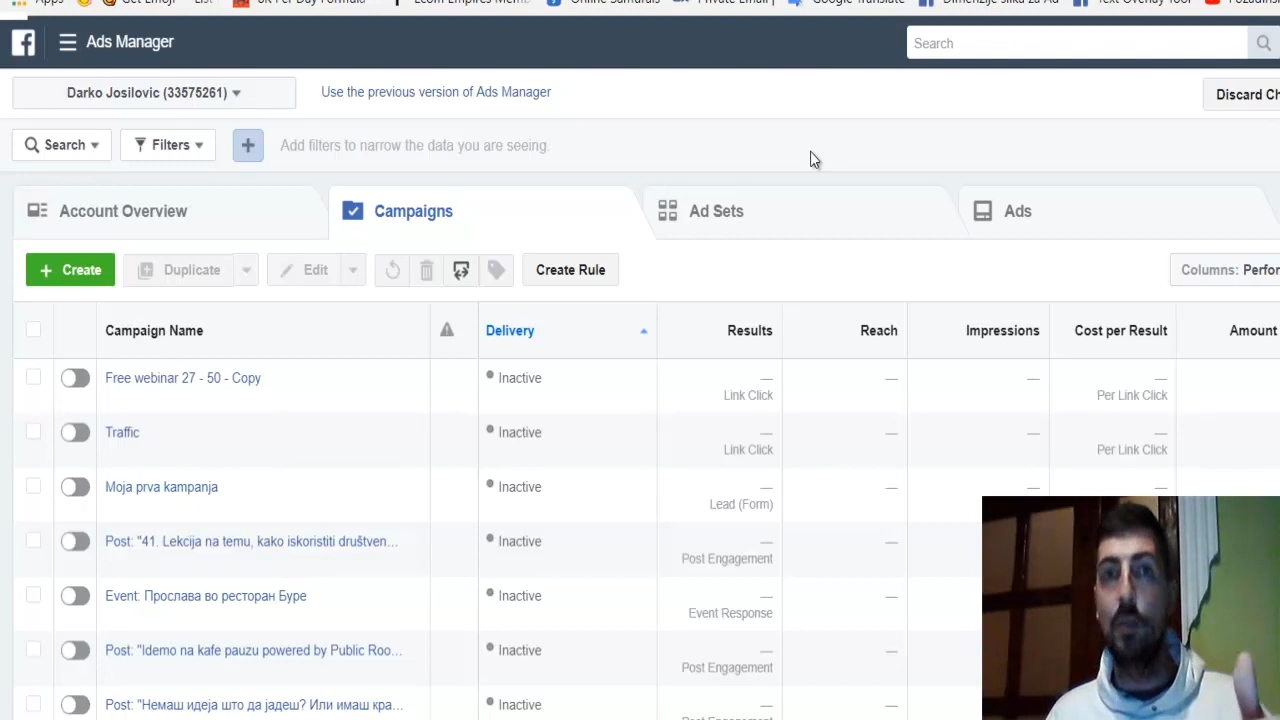 Apps
Get Emoji
List
1K Per Day Formula
Ecom Empires Memb
Online Samurais
Private Email
Google Translate
Dimenzije slika za Ad
Text Overlay Tool
Pozadinsi
Ads Manager
Search
Darko Josilovic (33575261)
Use the previous version of Ads Manager
Discard Ch
Search
Filters
Add filters to narrow the data you are seeing.
Account Overview
Campaigns
Ad Sets
Ads
+ Create
Duplicate
Edit
Create Rule
Columns: Perfor
Campaign Name
Delivery
Results
Reach
Impressions
Cost per Result
Amount
Free webinar 27 - 50 - Copy
Inactive
—
—
—
—
Link Click
Per Link Click
Traffic
Inactive
—
—
—
—
Link Click
Per Link Click
Moja prva kampanja
Inactive
—
—
—
—
Lead (Form)
Post: "41. Lekcija na temu, kako iskoristiti društven...
Inactive
—
—
Post Engagement
Event: Прослава во ресторан Буре
Inactive
—
—
Event Response
Post: "Idemo na kafe pauzu powered by Public Roo...
Inactive
—
—
Post Engagement
Post: "Немаш идеја што да јадеш? Или имаш кра...
Inactive
—
—
Post Engagement